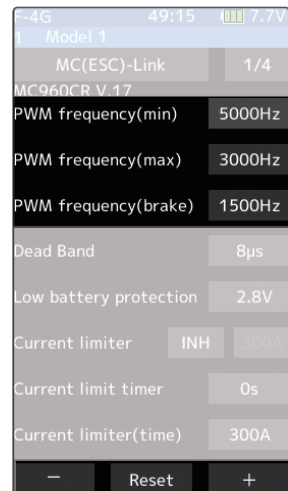 F-4G 49:15 7.7V
1 Model 1
MC(ESC)-Link 1/4
MC960CR V.17
PWM frequency(min) 5000Hz
PWM frequency(max) 3000Hz
PWM frequency(brake) 1500Hz
Dead Band 8µs
Low battery protection 2.8V
Current limiter INH 300A
Current limit timer 0s
Current limiter(time) 300A
− Reset +